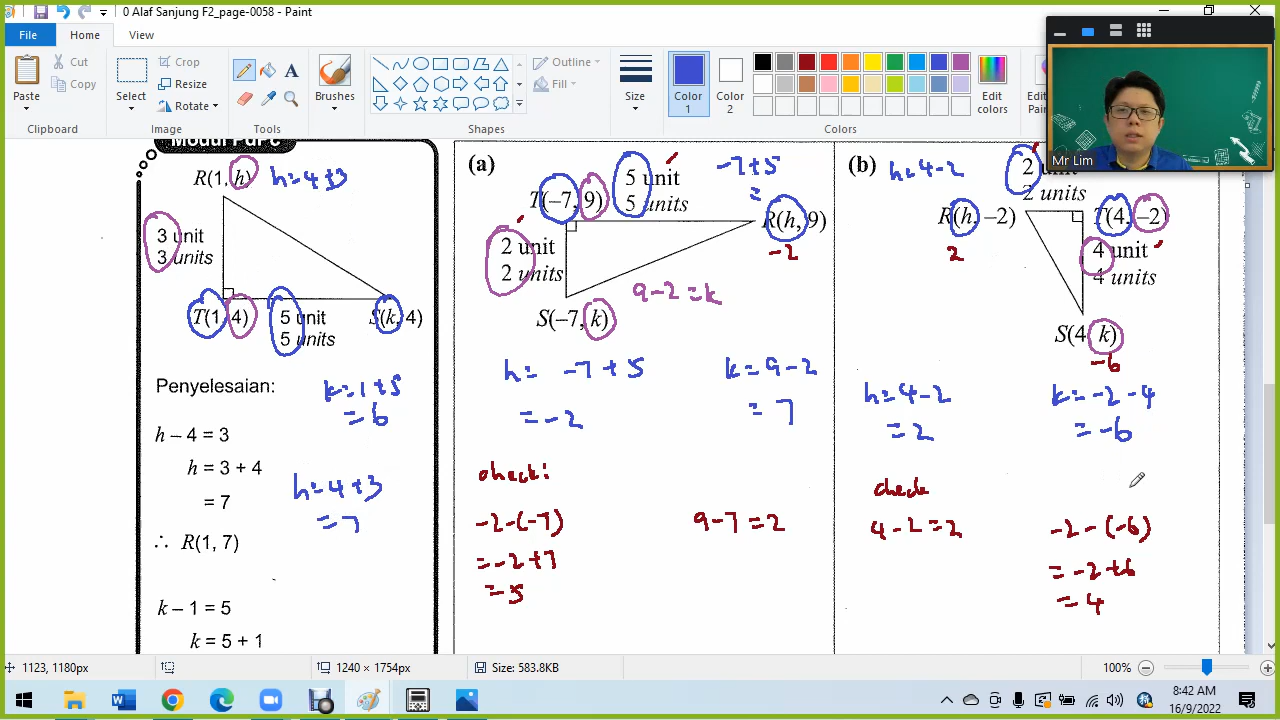 0 Alaf Sanjung F2_page-0058 - Paint
File
Home
View
Paste
Cut
Copy
Clipboard
Select
Crop
Resize
Rotate
Image
A
Tools
Brushes
Shapes
Outline
Fill
Size
Color 1
Color 2
Edit colors
Colors
Mr Lim
Modul PdPc
R(1, h)
h=4+3
3 unit
3 units
T(1, 4)
5 unit
5 units
S(k, 4)
Penyelesaian:
k=1+5
=6
h – 4 = 3
h = 3 + 4
= 7
h=4+3
=7
∴ R(1, 7)
k – 1 = 5
k = 5 + 1
(a)
5 unit
5 units
-7+5
=
T(–7, 9)
R(h, 9)
-2
2 unit
2 units
9-2=k
S(–7, k)
h= -7+5
=-2
k=9-2
=7
check:
-2-(-7)
=-2+7
=5
9-7=2
(b)
h=4-2
2 unit
2 units
R(h, –2)
2
T(4, –2)
4 unit
4 units
S(4, k)
-6
h=4-2
=2
k=-2-4
=-6
check
4-2=2
-2-(-6)
=-2+6
=4
1123, 1180px
1240 × 1754px
Size: 583.8KB
100%
8:42 AM
16/9/2022